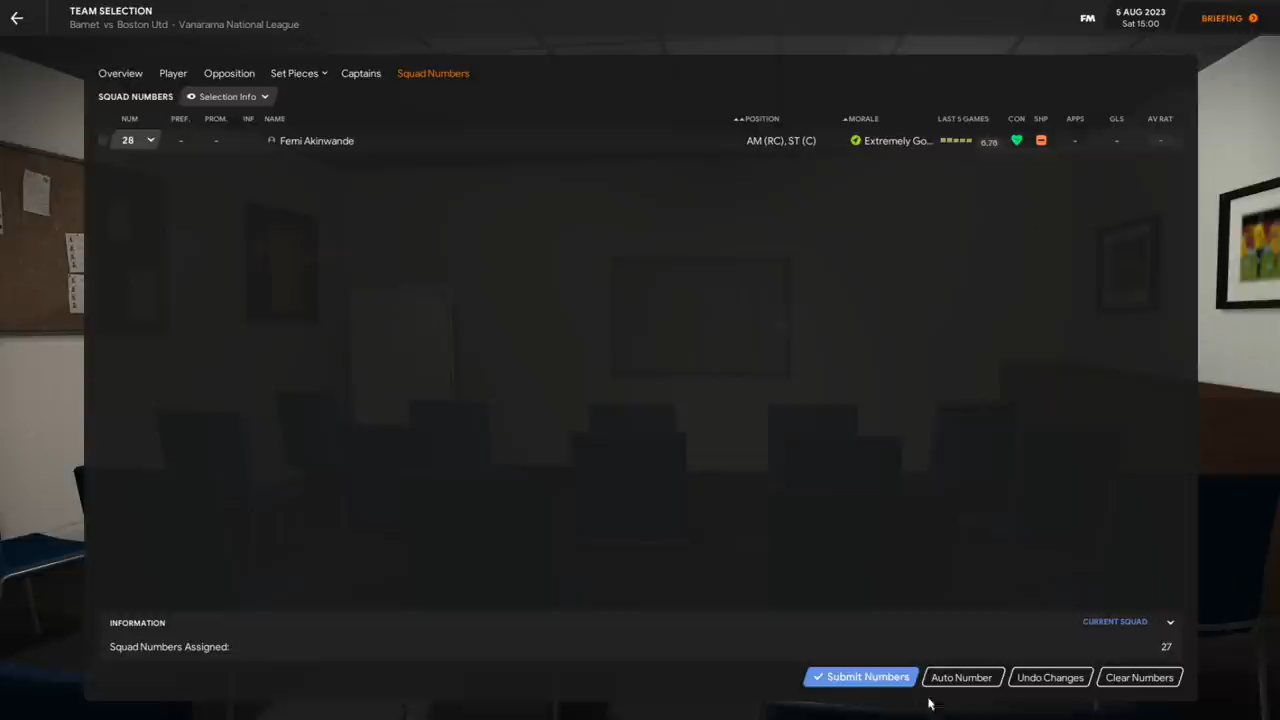 TEAM SELECTION
Barnet vs Boston Utd - Vanarama National League
FM
5 AUG 2023
Sat 15:00
BRIEFING
Overview Player Opposition Set Pieces Captains Squad Numbers
SQUAD NUMBERS Selection Info
NUM PREF. PROM. INF NAME POSITION MORALE LAST 5 GAMES CON SHP APPS GLS AV RAT
28 - - Femi Akinwande AM (RC), ST (C) Extremely Go... 6.76 - - -
INFORMATION CURRENT SQUAD
Squad Numbers Assigned: 27
Submit Numbers Auto Number Undo Changes Clear Numbers